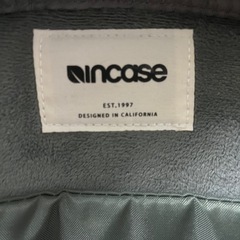 incase
EST.1997
DESIGNED IN CALIFORNIA